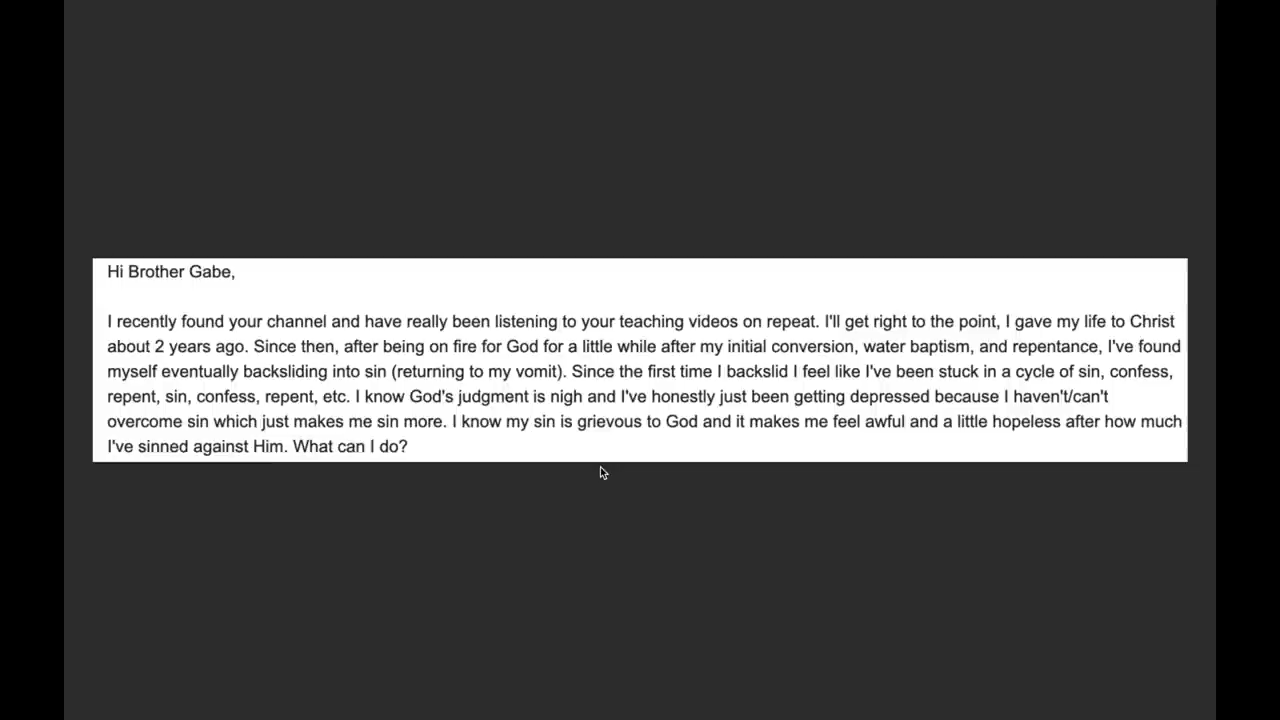 Hi Brother Gabe,
I recently found your channel and have really been listening to your teaching videos on repeat. I'll get right to the point, I gave my life to Christ
about 2 years ago. Since then, after being on fire for God for a little while after my initial conversion, water baptism, and repentance, I've found
myself eventually backsliding into sin (returning to my vomit). Since the first time I backslid I feel like I've been stuck in a cycle of sin, confess,
repent, sin, confess, repent, etc. I know God's judgment is nigh and I've honestly just been getting depressed because I haven't/can't
overcome sin which just makes me sin more. I know my sin is grievous to God and it makes me feel awful and a little hopeless after how much
I've sinned against Him. What can I do?